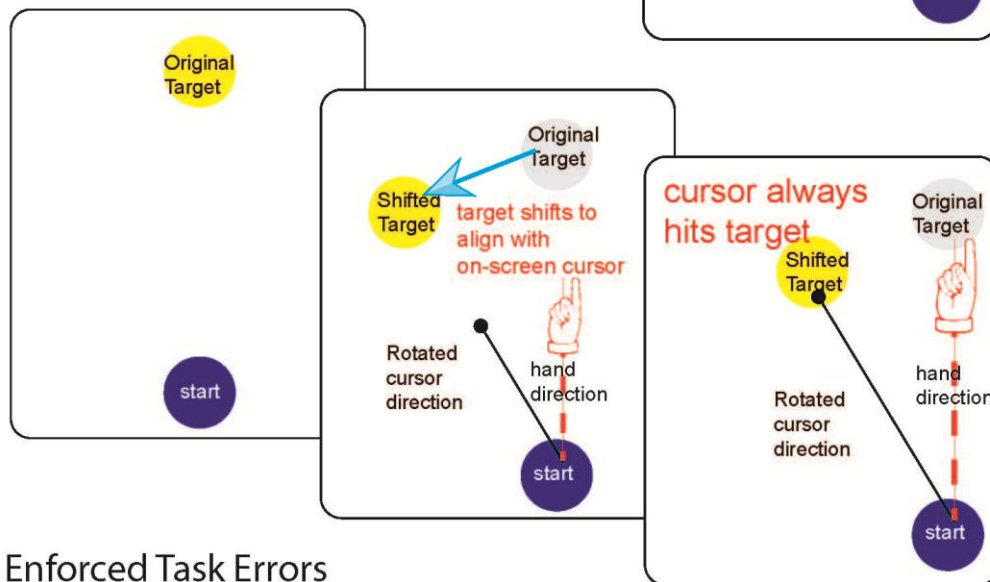 Original
Target
start
Original
Target
Shifted
Target
target shifts to
align with
on-screen cursor
Rotated
cursor
direction
hand
direction
start
cursor always
hits target
Original
Target
Shifted
Target
Rotated
cursor
direction
hand
direction
start
Enforced Task Errors